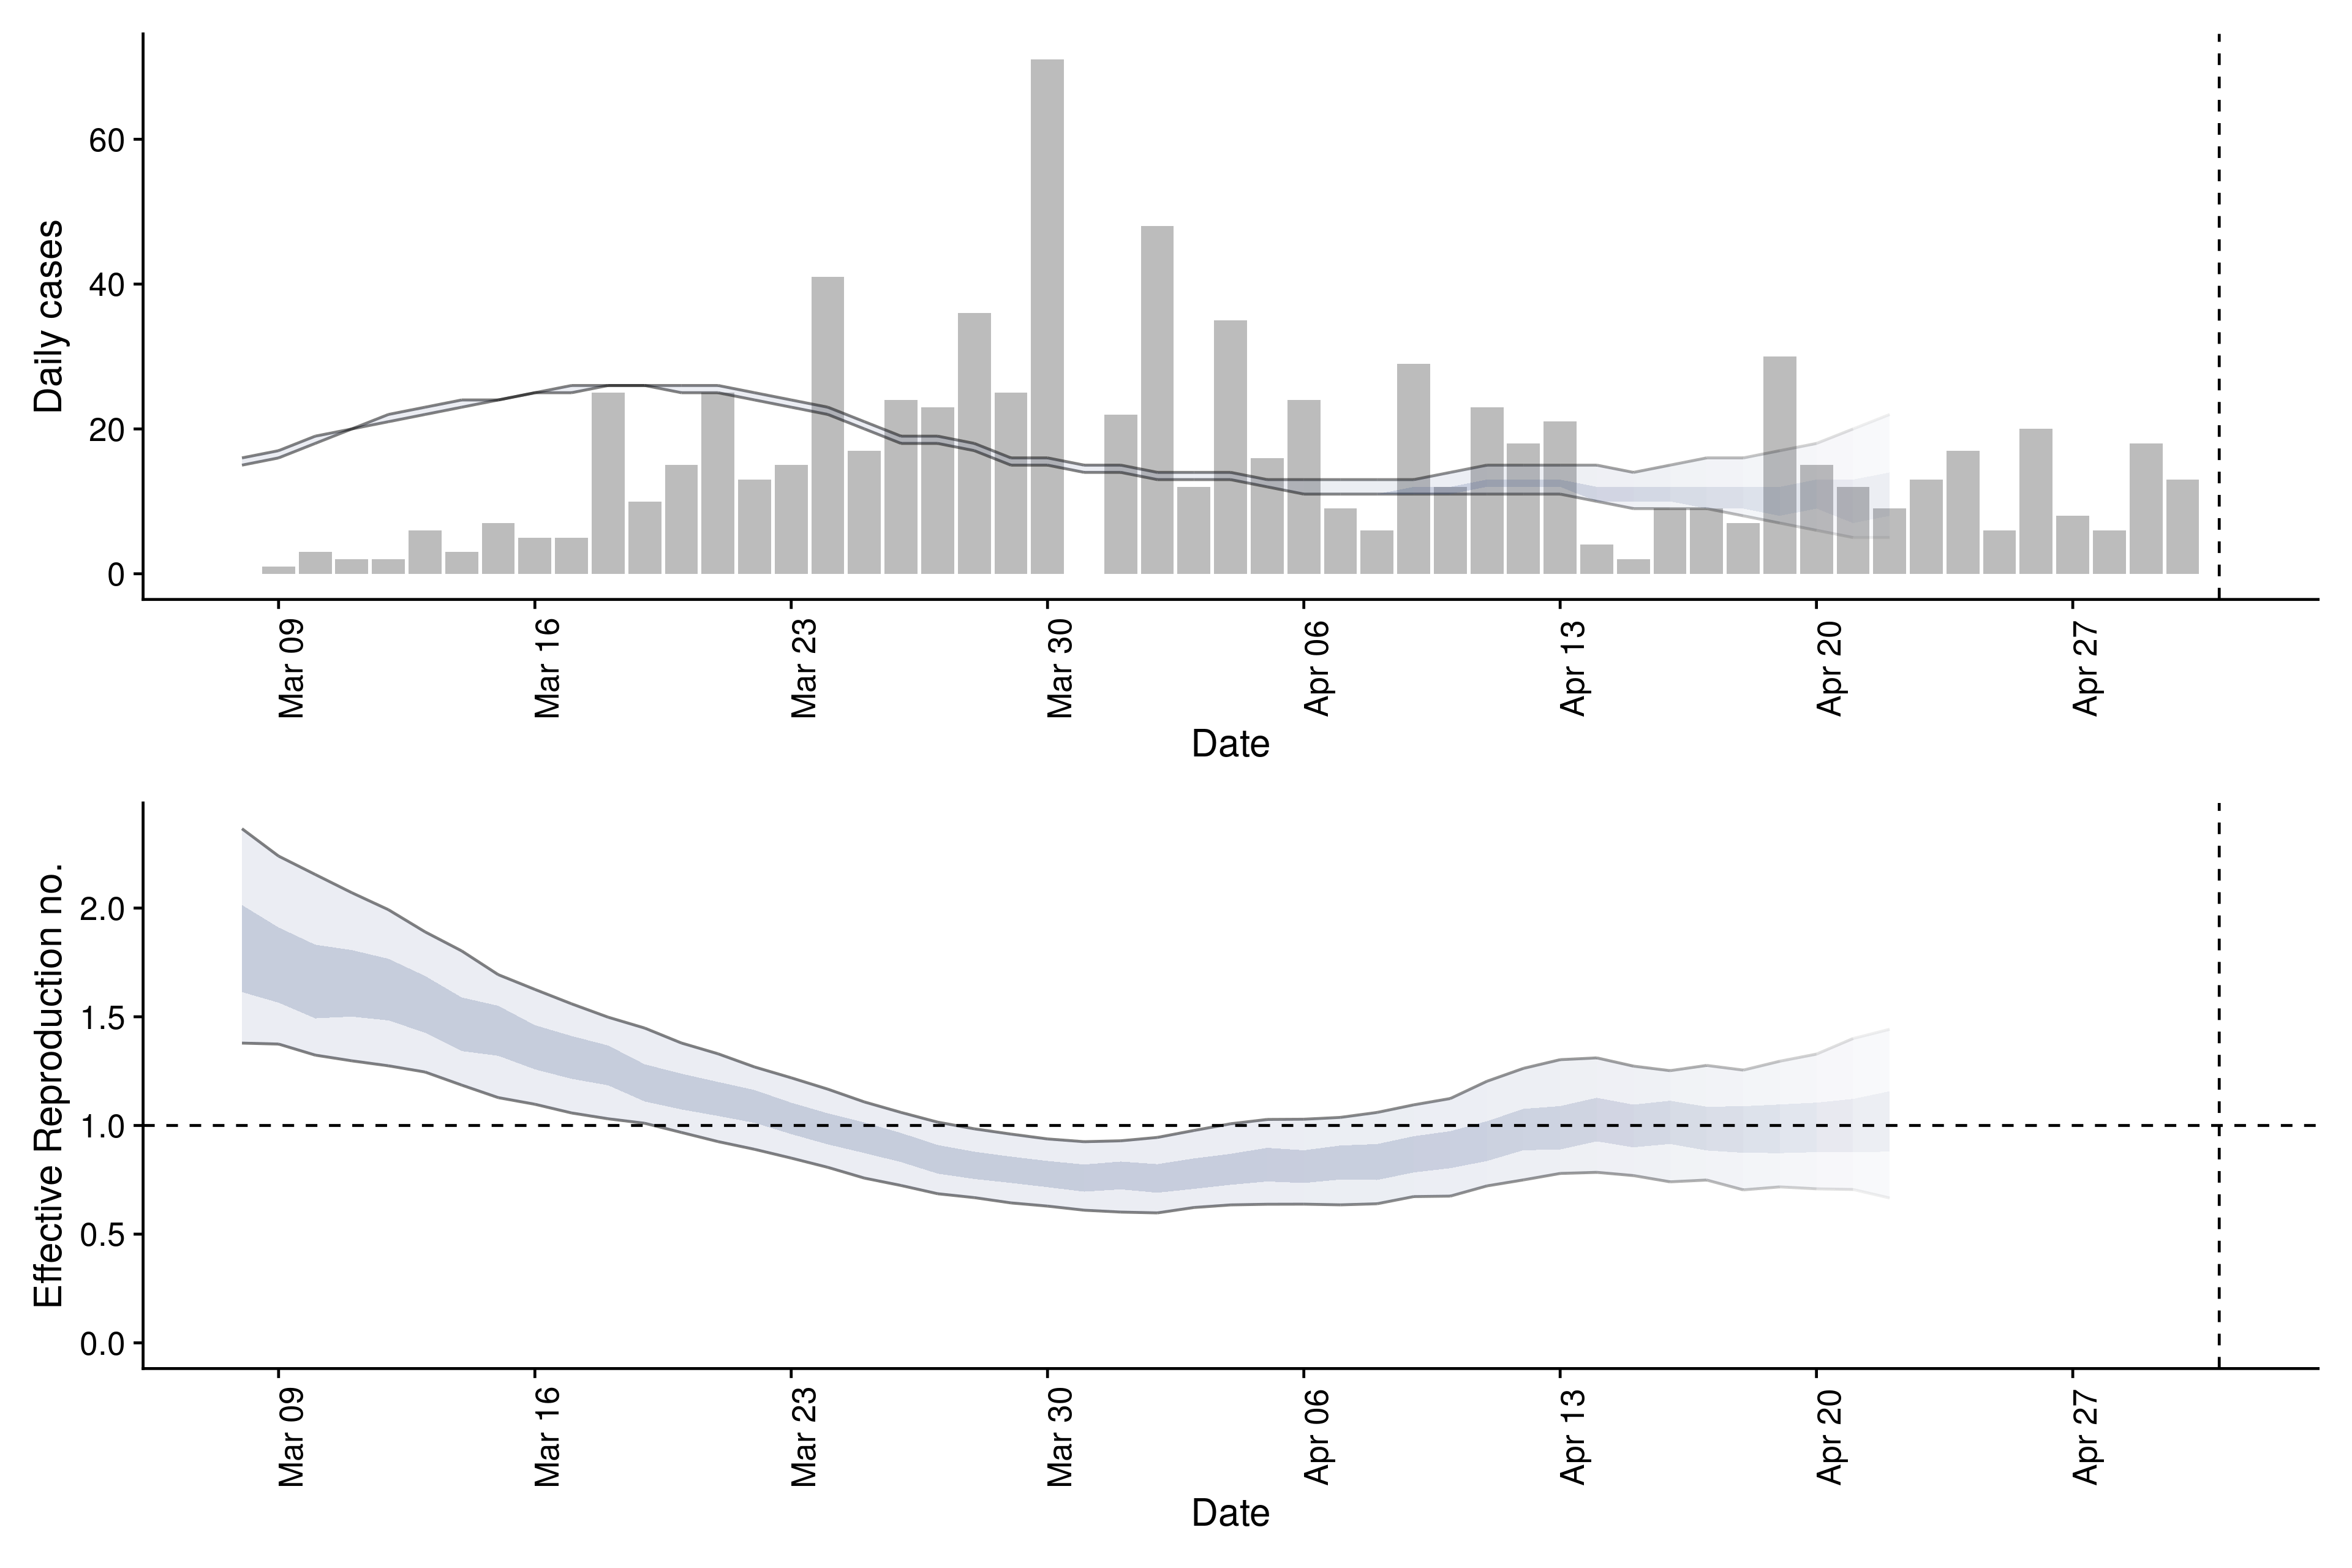 Daily cases
60
40
20
0
Mar 09
Mar 16
Mar 23
Mar 30
Apr 06
Apr 13
Apr 20
Apr 27
Date
Effective Reproduction no.
2.0
1.5
1.0
0.5
0.0
Mar 09
Mar 16
Mar 23
Mar 30
Apr 06
Apr 13
Apr 20
Apr 27
Date